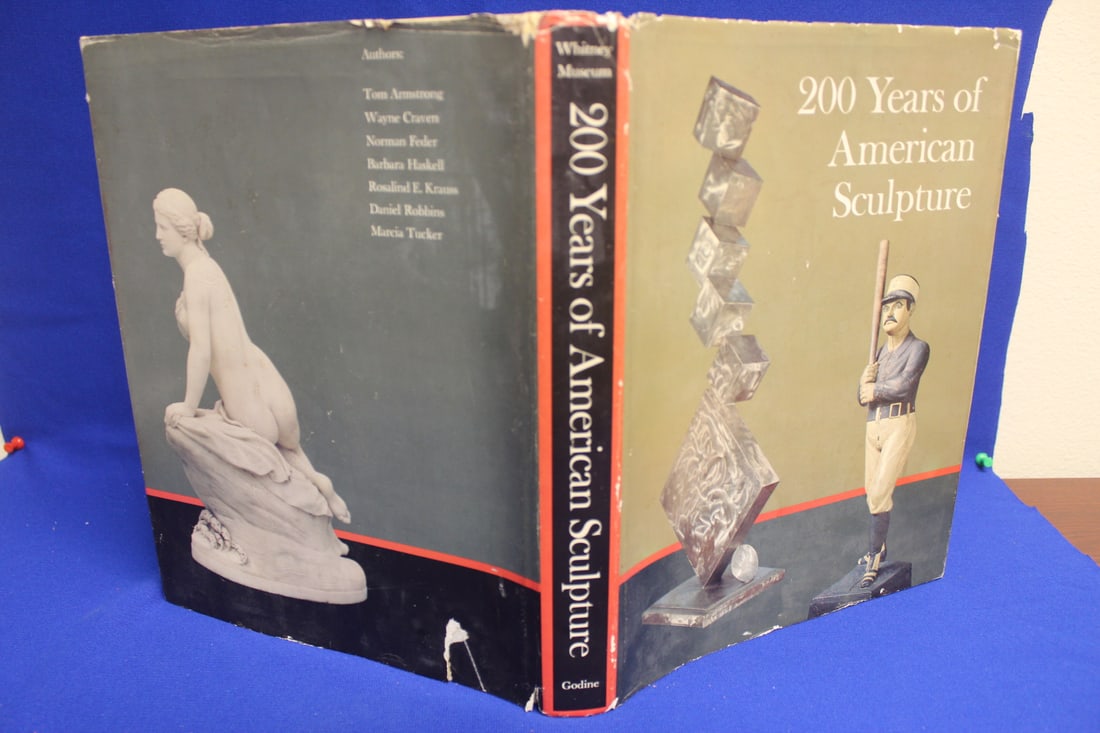 Authors:
Tom Armstrong
Wayne Craven
Norman Feder
Barbara Haskell
Rosalind E. Krauss
Daniel Robbins
Marcia Tucker
Whitney
Museum
200 Years of American Sculpture
Godine
200 Years of
American
Sculpture